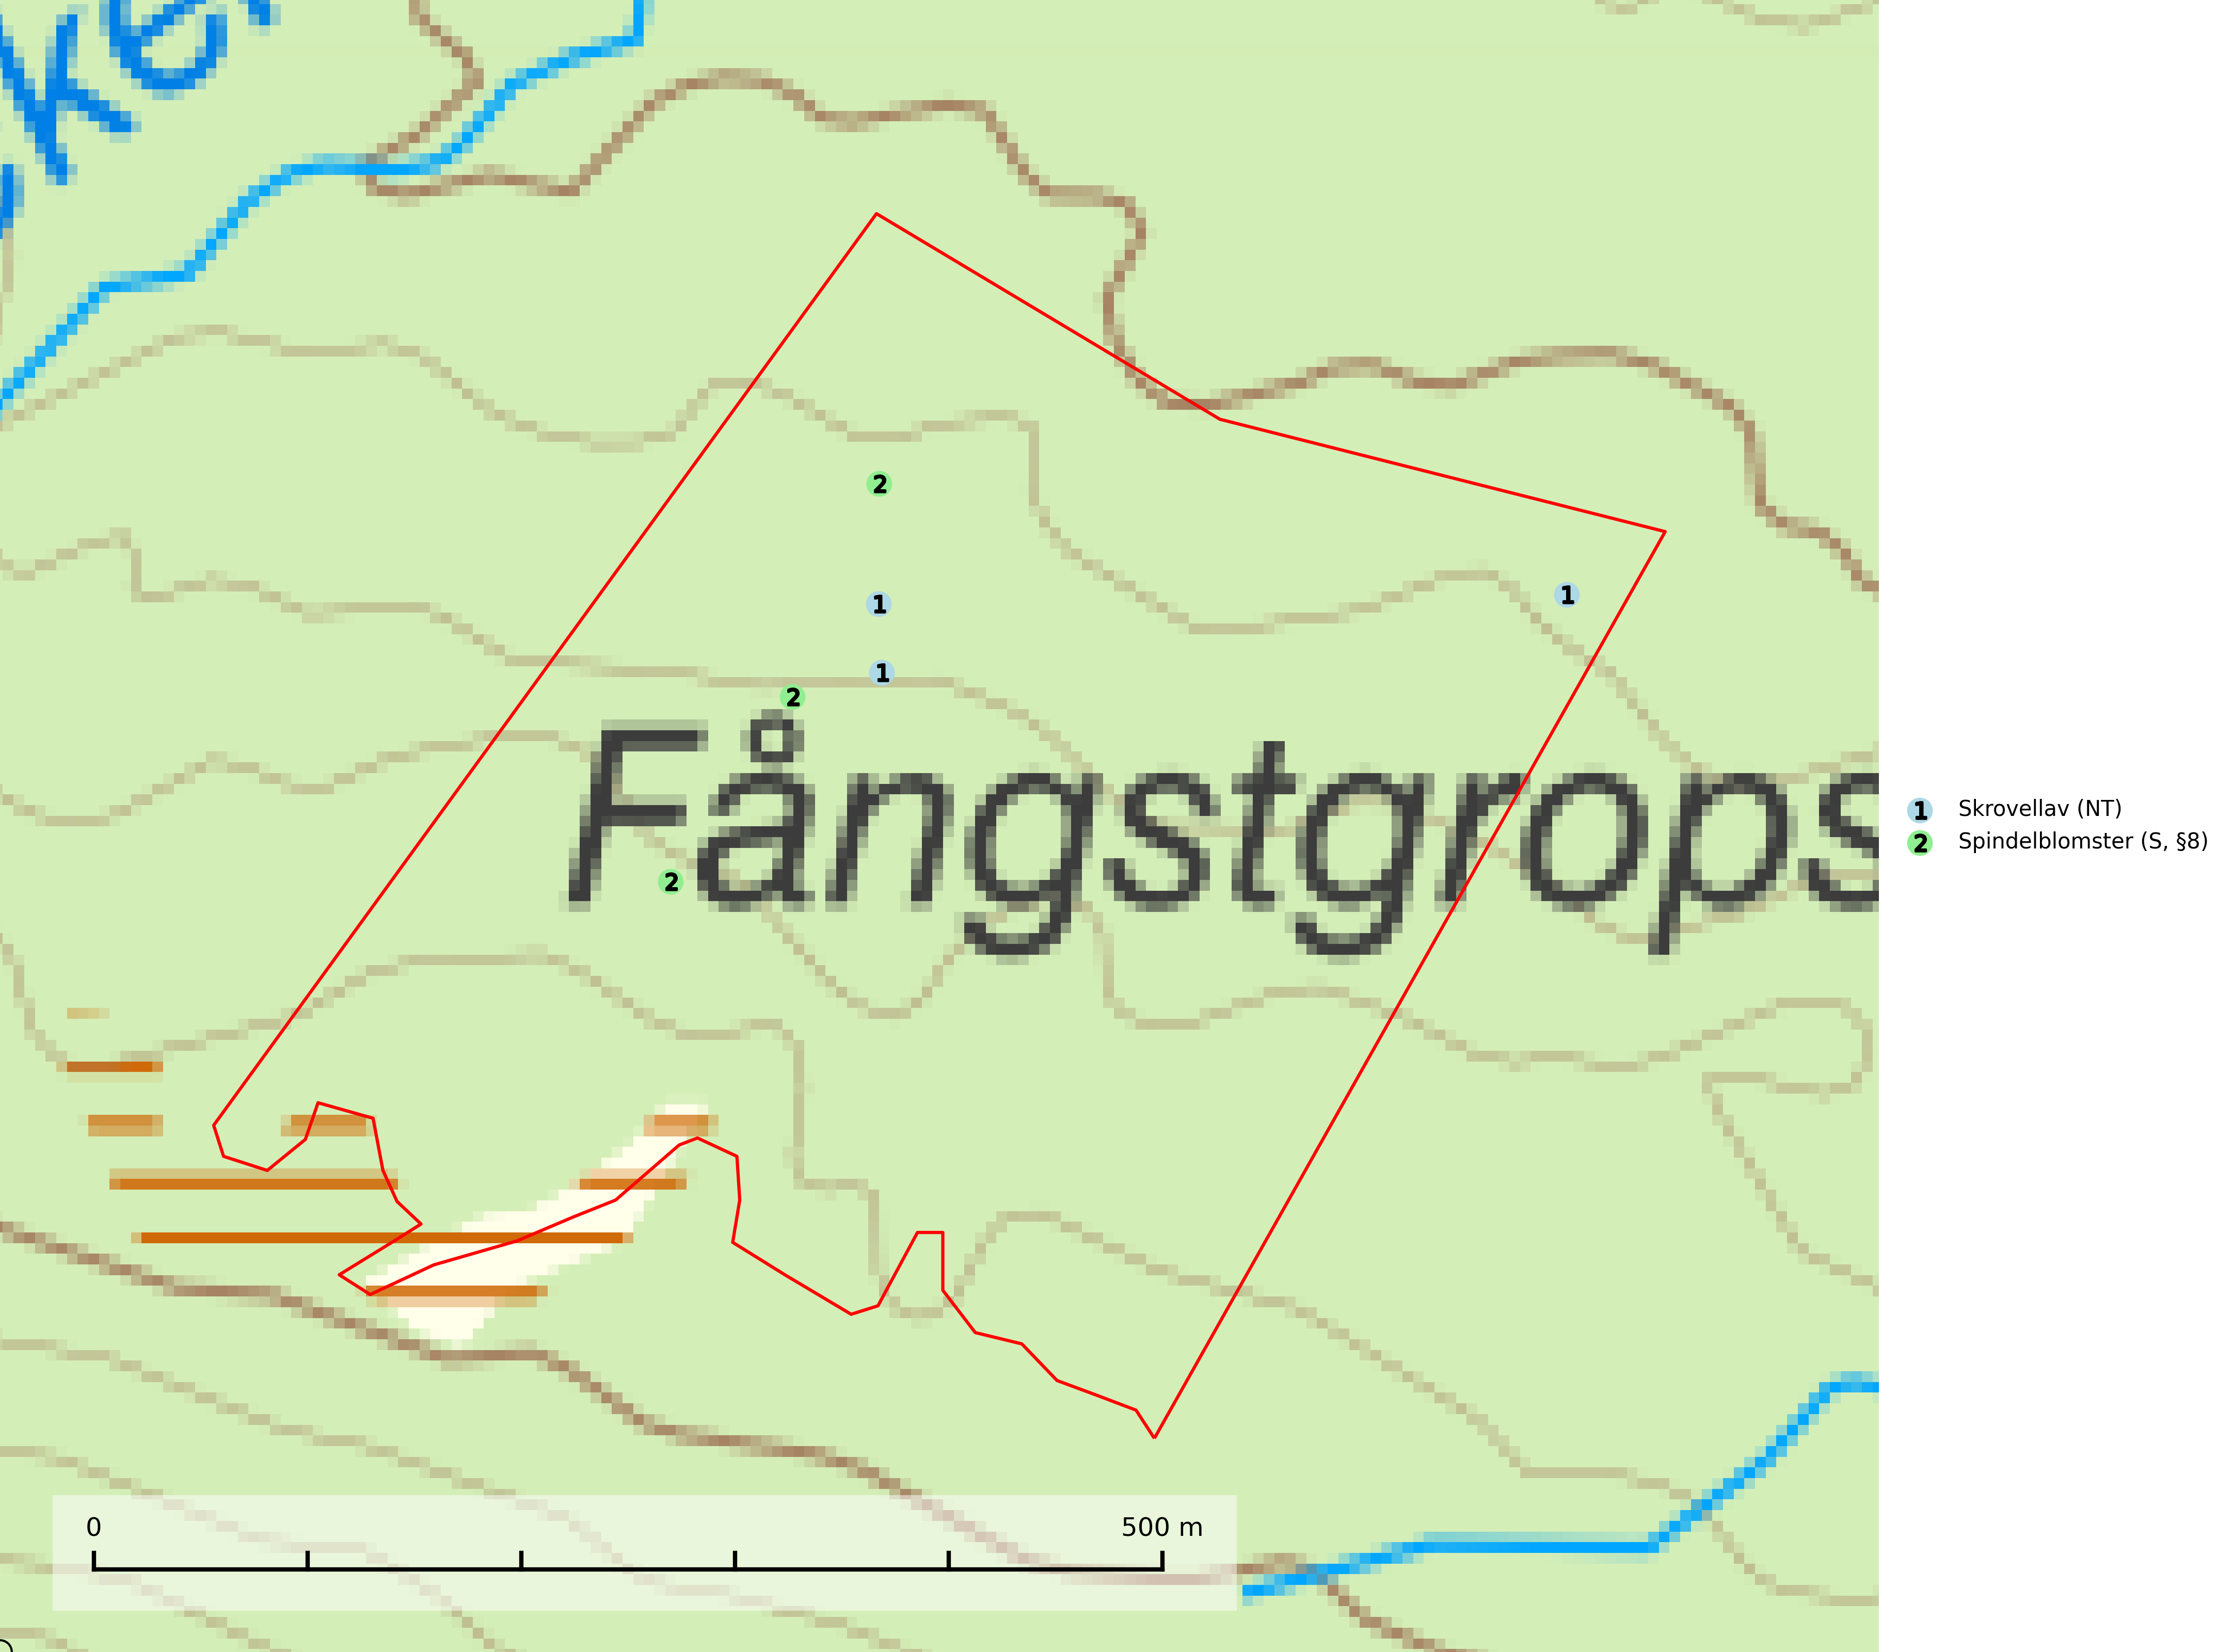 2
1
1
1
2
Fångstgrops
2
1 Skrovellav (NT)
2 Spindelblomster (S, §8)
0 500 m